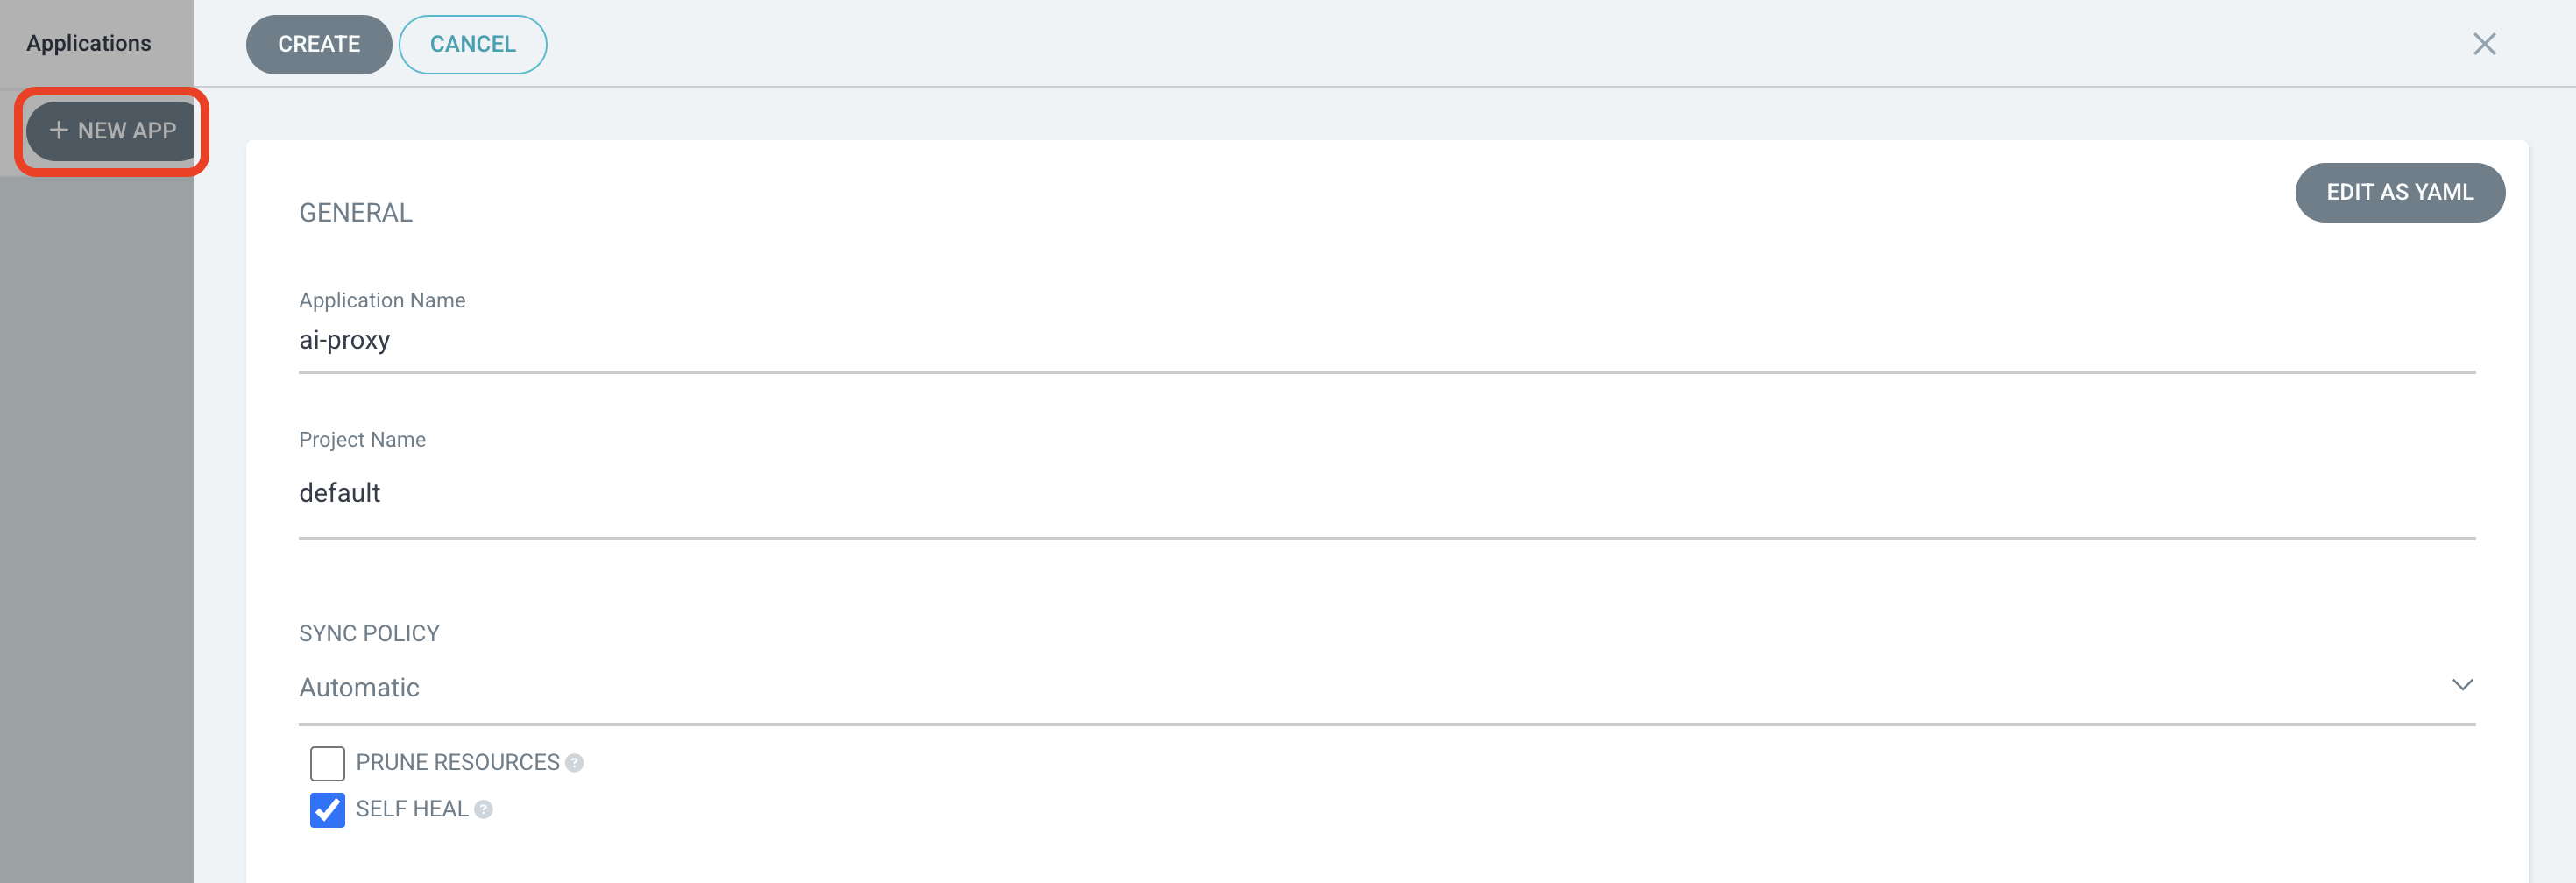 Applications
CREATE
CANCEL
+ NEW APP
EDIT AS YAML
GENERAL
Application Name
ai-proxy
Project Name
default
SYNC POLICY
Automatic
PRUNE RESOURCES ?
SELF HEAL ?